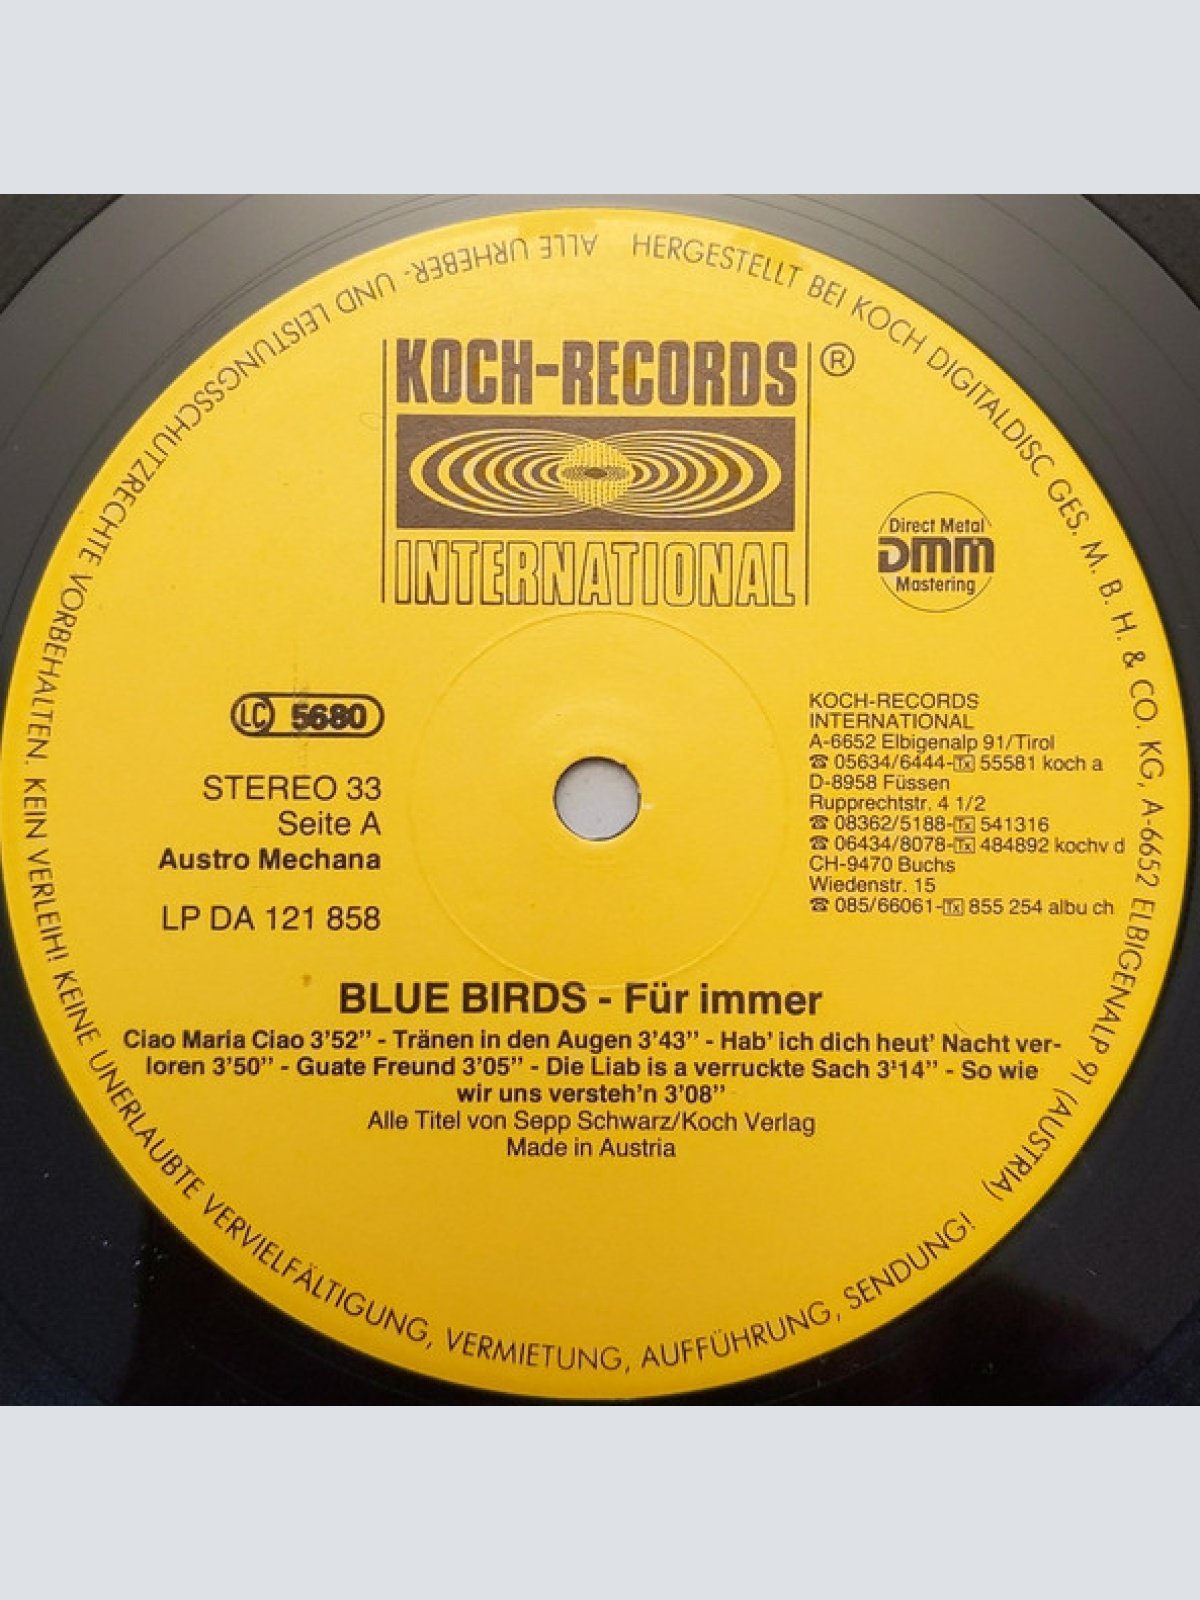 KOCH-RECORDS ®
INTERNATIONAL
Direct Metal
DMM
Mastering
LC 5680
STEREO 33
Seite A
Austro Mechana
LP DA 121 858
KOCH-RECORDS
INTERNATIONAL
A-6652 Elbigenalp 91/Tirol
☎ 05634/6444-Tx 55581 koch a
D-8958 Füssen
Rupprechtstr. 4 1/2
☎ 08362/5188-Tx 541316
☎ 06434/8078-Tx 484892 kochv d
CH-9470 Buchs
Wiedenstr. 15
☎ 085/66061-Tx 855 254 albu ch
BLUE BIRDS - Für immer
Ciao Maria Ciao 3’52” - Tränen in den Augen 3’43” - Hab’ ich dich heut’ Nacht ver-
loren 3’50” - Guate Freund 3’05” - Die Liab is a verruckte Sach 3’14” - So wie
wir uns versteh’n 3’08”
Alle Titel von Sepp Schwarz/Koch Verlag
Made in Austria
HERGESTELLT BEI KOCH DIGITALDISC GES. M. B. H. & CO. KG, A-6652 ELBIGENALP 91 (AUSTRIA)
ALLE URHEBER- UND LEISTUNGSSCHUTZRECHTE VORBEHALTEN. KEIN VERLEIH! KEINE UNERLAUBTE VERVIELFÄLTIGUNG, VERMIETUNG, AUFFÜHRUNG, SENDUNG!